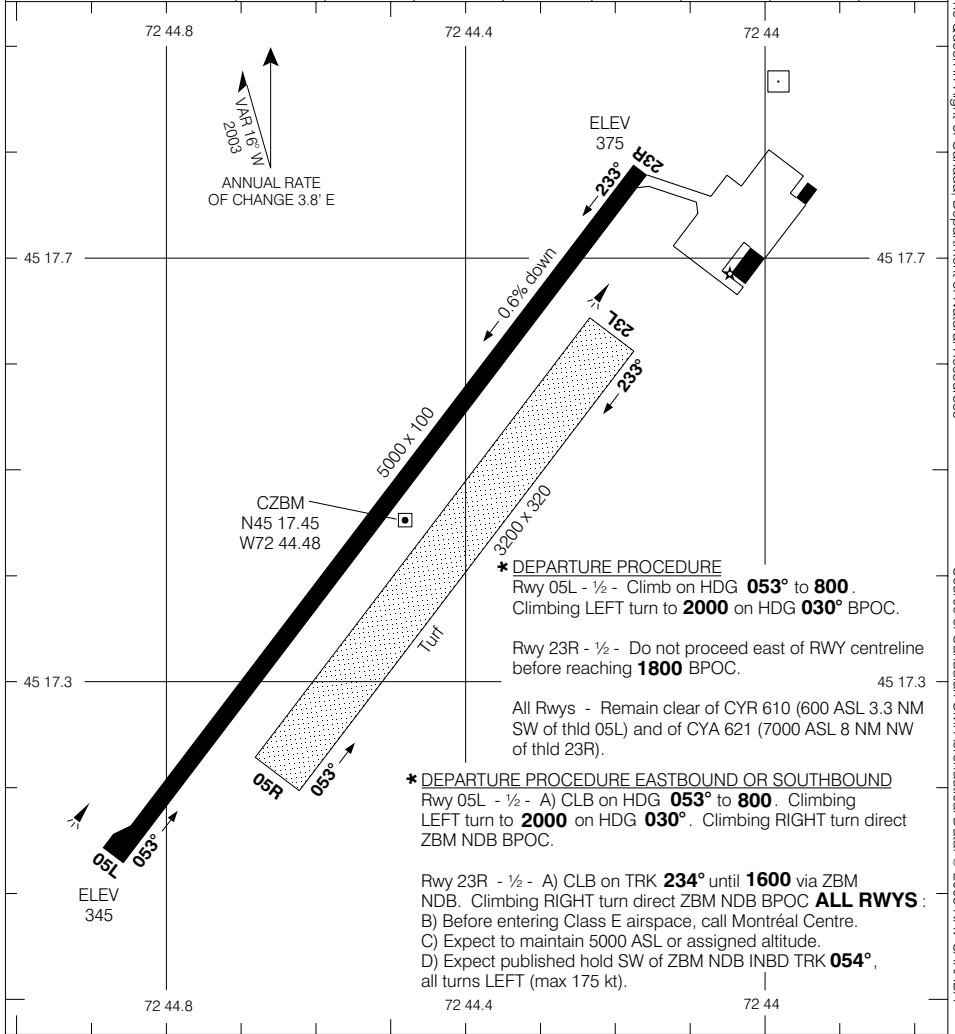 72 44.8
72 44.4
72 44
VAR 16° W
2003
ANNUAL RATE
OF CHANGE 3.8' E
ELEV
375
23R
233°
45 17.7
45 17.7
0.6% down
23L
233°
5000 x 100
CZBM
N45 17.45
W72 44.48
3200 x 320
Turf
* DEPARTURE PROCEDURE
Rwy 05L - ½ - Climb on HDG 053° to 800.
Climbing LEFT turn to 2000 on HDG 030° BPOC.
Rwy 23R - ½ - Do not proceed east of RWY centreline
before reaching 1800 BPOC.
45 17.3
45 17.3
All Rwys - Remain clear of CYR 610 (600 ASL 3.3 NM
SW of thld 05L) and of CYA 621 (7000 ASL 8 NM NW
of thld 23R).
05R
053°
* DEPARTURE PROCEDURE EASTBOUND OR SOUTHBOUND
Rwy 05L - ½ - A) CLB on HDG 053° to 800. Climbing
LEFT turn to 2000 on HDG 030°. Climbing RIGHT turn direct
ZBM NDB BPOC.
05L
053°
ELEV
345
Rwy 23R - ½ - A) CLB on TRK 234° until 1600 via ZBM
NDB. Climbing RIGHT turn direct ZBM NDB BPOC ALL RWYS :
B) Before entering Class E airspace, call Montréal Centre.
C) Expect to maintain 5000 ASL or assigned altitude.
D) Expect published hold SW of ZBM NDB INBD TRK 054°,
all turns LEFT (max 175 kt).
72 44.8
72 44.4
72 44